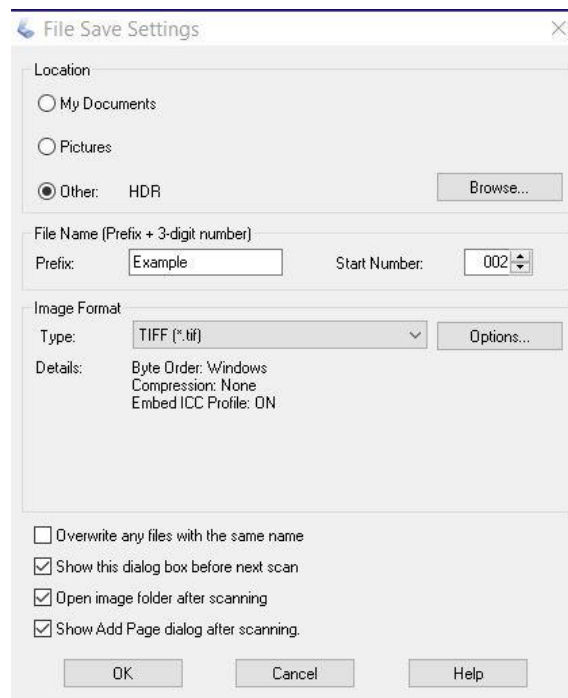 File Save Settings
Location
My Documents
Pictures
Other: HDR Browse...
File Name (Prefix + 3-digit number)
Prefix: Example Start Number: 002
Image Format
Type: TIFF (*.tif) Options...
Details: Byte Order: Windows
Compression: None
Embed ICC Profile: ON
Overwrite any files with the same name
Show this dialog box before next scan
Open image folder after scanning
Show Add Page dialog after scanning.
OK Cancel Help